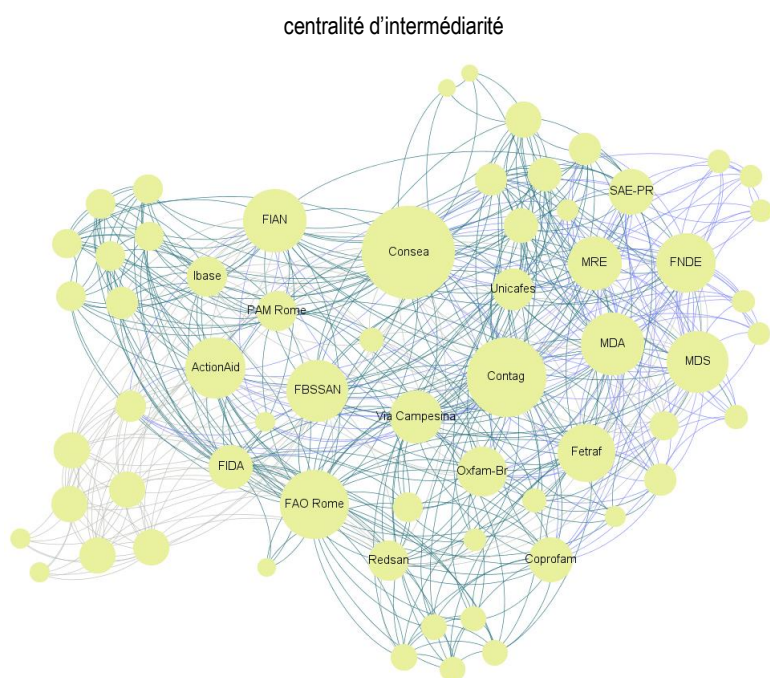 centralité d'intermédiarité
SAE-PR
FIAN
Consea
MRE
FNDE
Ibase
Unicafes
PAM Rome
MDA
MDS
ActionAid
FBSSAN
Contag
Via Campesina
Fetraf
FIDA
Oxfam-Br
FAO Rome
Redsan
Coprofam